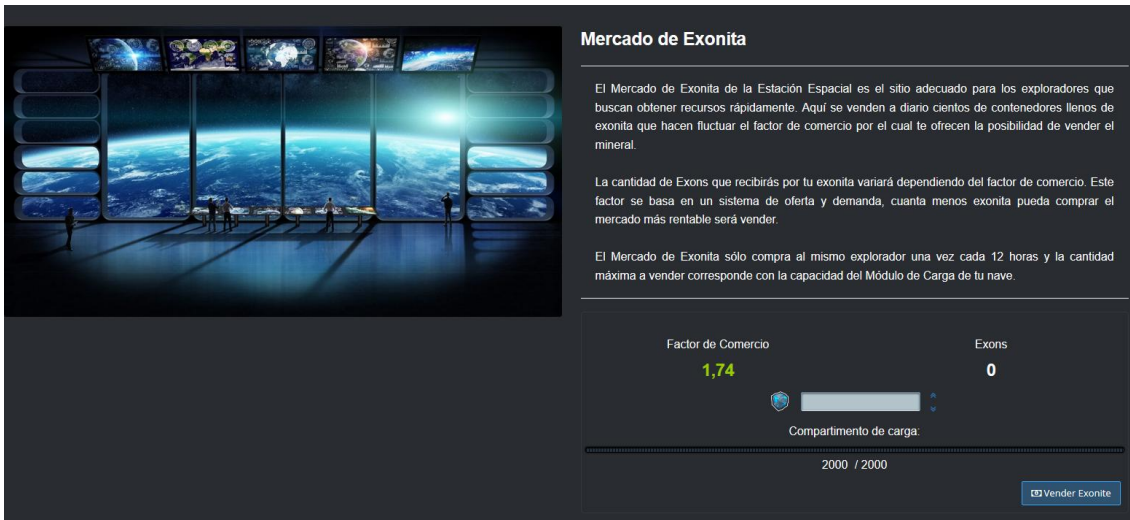 Mercado de Exonita
El Mercado de Exonita de la Estación Espacial es el sitio adecuado para los exploradores que
buscan obtener recursos rápidamente. Aquí se venden a diario cientos de contenedores llenos de
exonita que hacen fluctuar el factor de comercio por el cual te ofrecen la posibilidad de vender el
mineral.
La cantidad de Exons que recibirás por tu exonita variará dependiendo del factor de comercio. Este
factor se basa en un sistema de oferta y demanda, cuanta menos exonita pueda comprar el
mercado más rentable será vender.
El Mercado de Exonita sólo compra al mismo explorador una vez cada 12 horas y la cantidad
máxima a vender corresponde con la capacidad del Módulo de Carga de tu nave.
Factor de Comercio
Exons
1,74
0
Compartimento de carga:
2000 / 2000
Vender Exonite